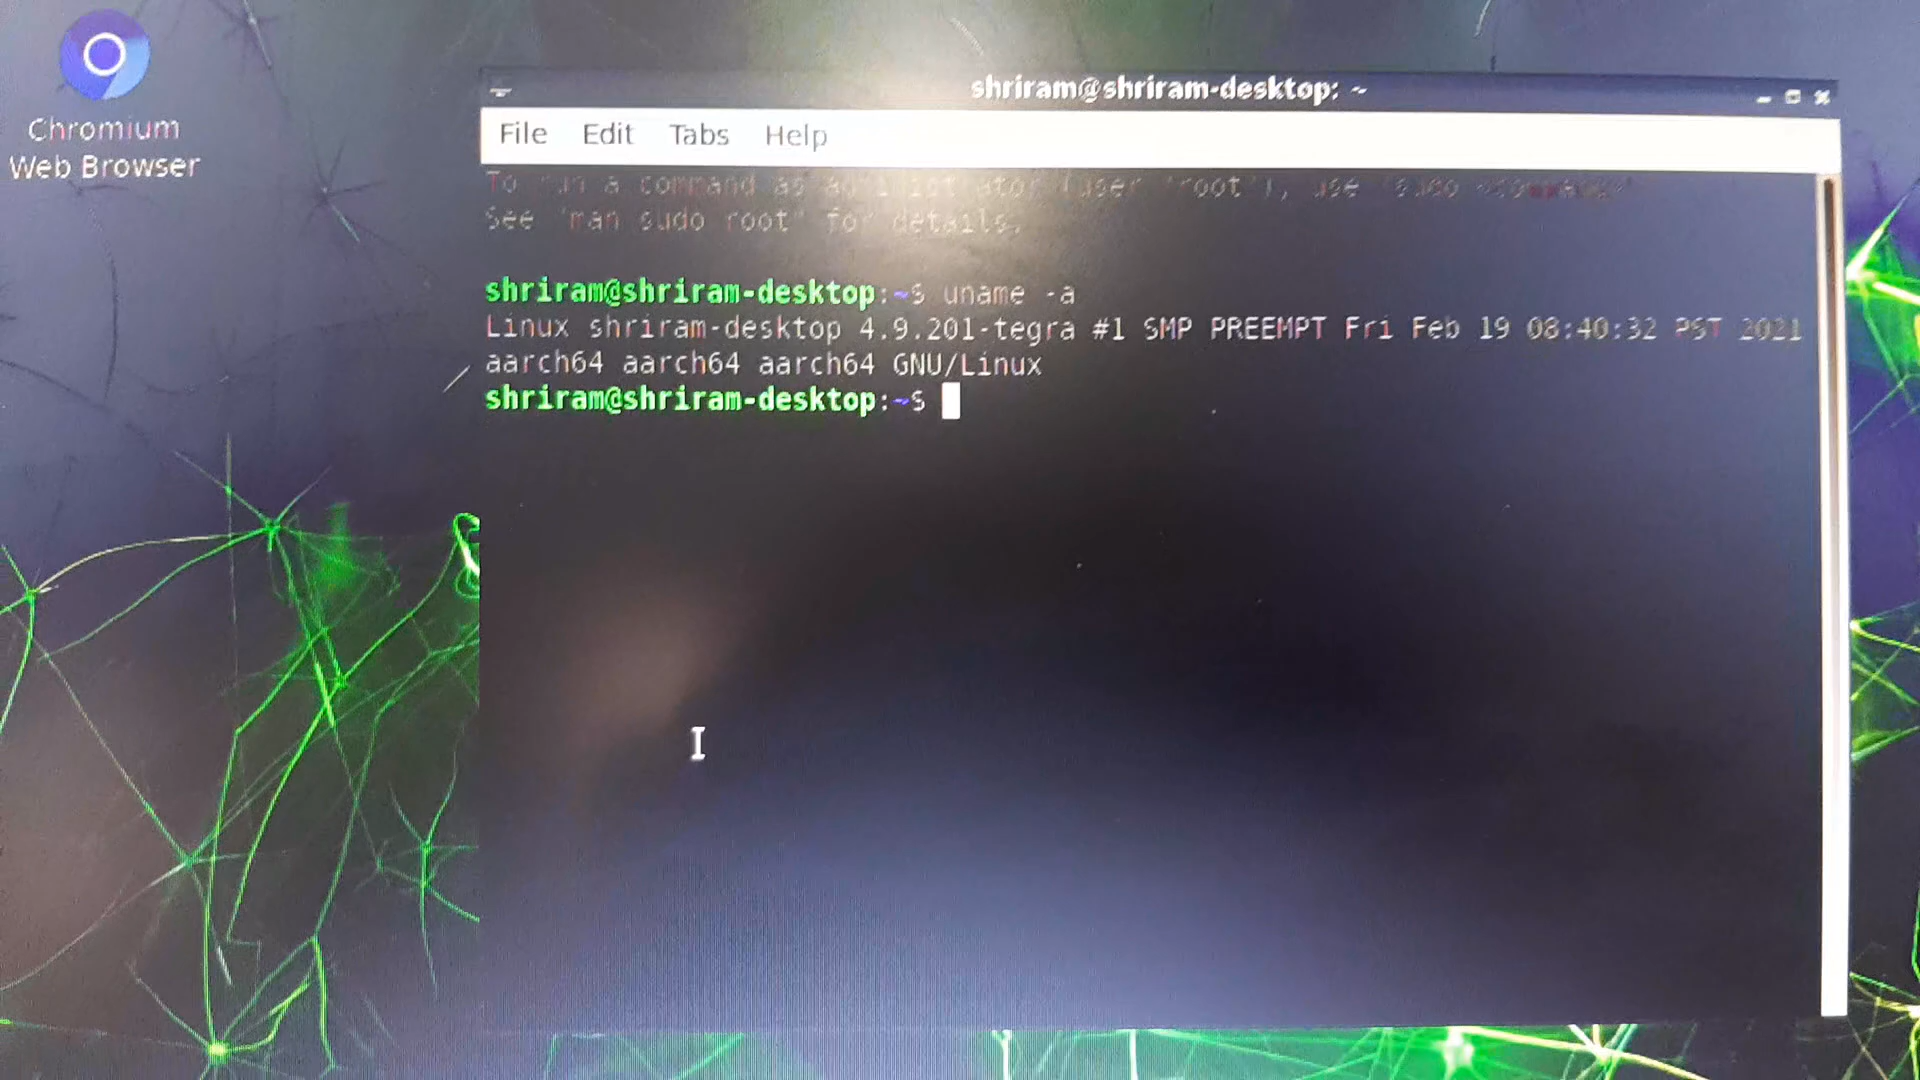 Chromium
Web Browser
shriram@shriram-desktop: ~
File Edit Tabs Help
To run a command as administrator (user "root"), use "sudo <command>".
See "man sudo_root" for details.
shriram@shriram-desktop:~$ uname -a
Linux shriram-desktop 4.9.201-tegra #1 SMP PREEMPT Fri Feb 19 08:40:32 PST 2021
aarch64 aarch64 aarch64 GNU/Linux
shriram@shriram-desktop:~$